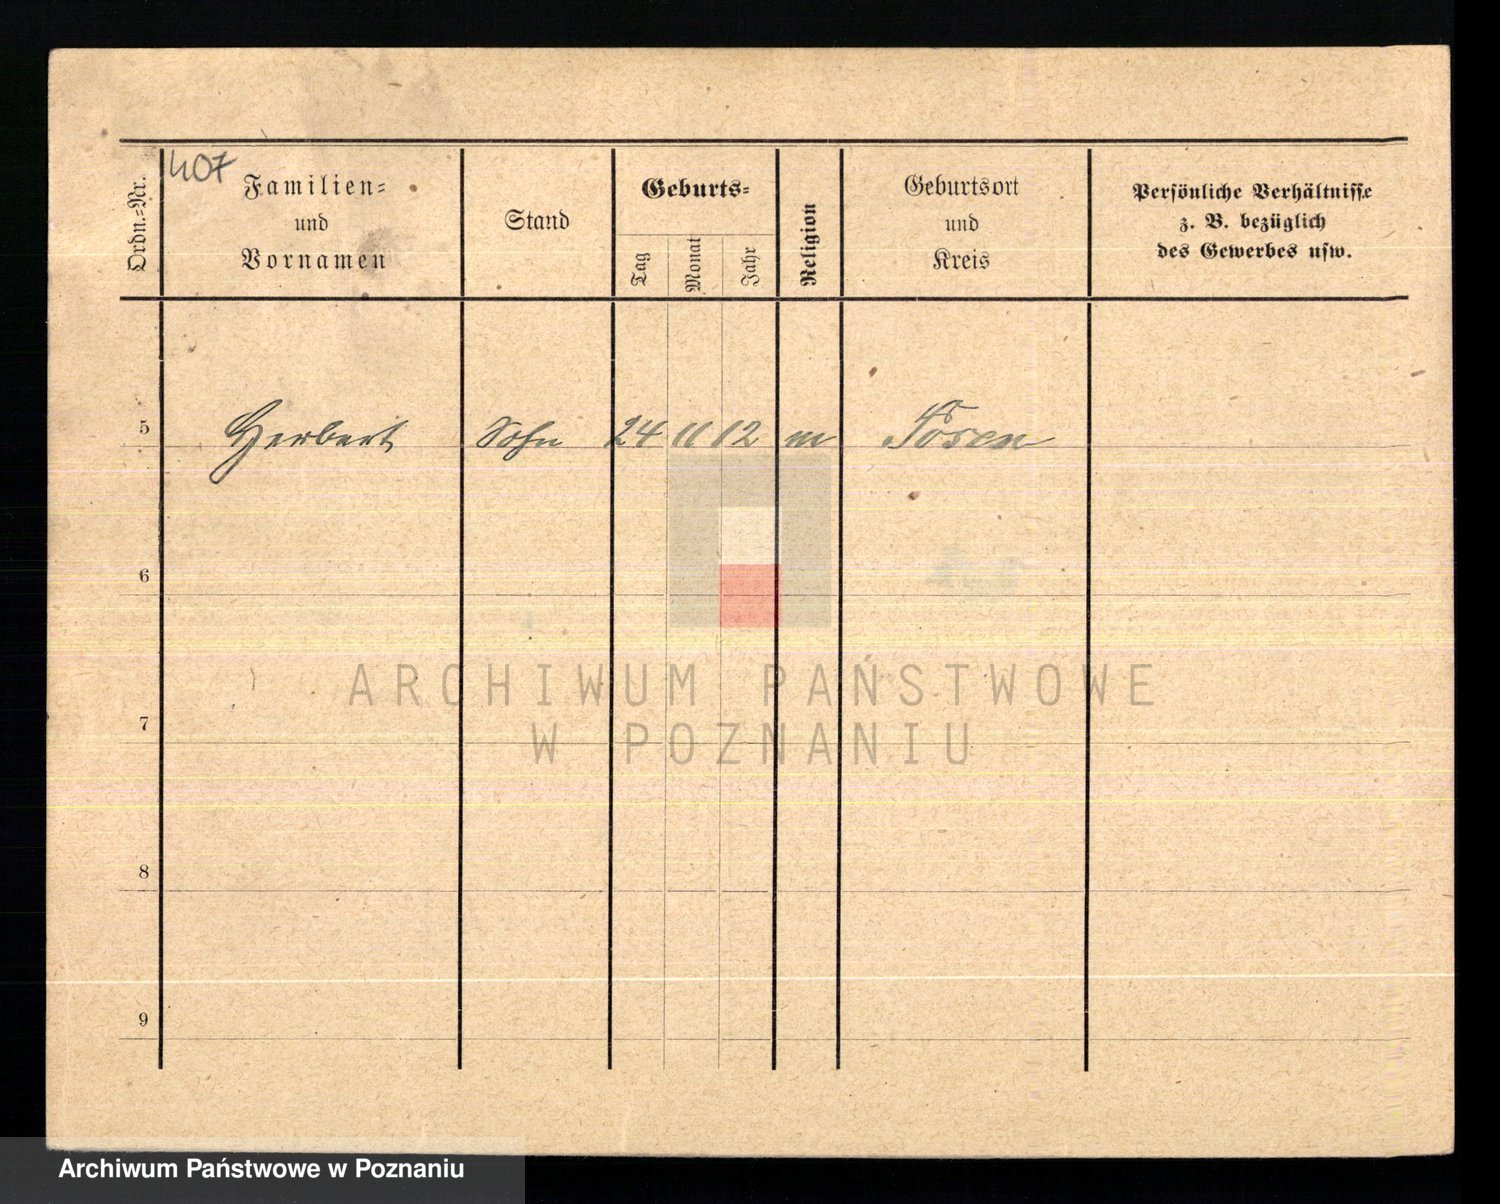 1407
Ordn.-Nr.
Familien-
und
Vornamen
Stand
Geburts-
Tag
Monat
Jahr
Religion
Geburtsort
und
Kreis
Persönliche Verhältnisse
z. B. bezüglich
des Gewerbes usw.
5 Herbert Sohn 24 11 12 m Posen
6
7
8
9
ARCHIWUM PAŃSTWOWE
W POZNANIU
Archiwum Państwowe w Poznaniu